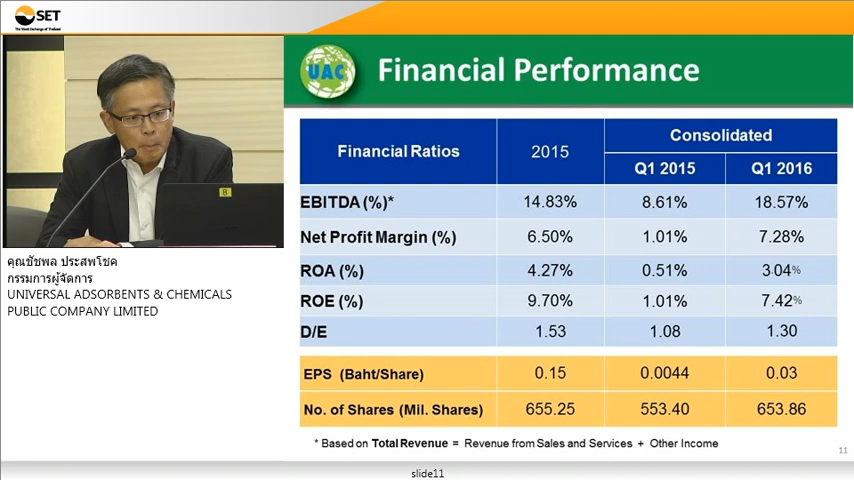 SET
The Stock Exchange of Thailand
UAC
Financial Performance
Financial Ratios 2015 Consolidated
Q1 2015 Q1 2016
EBITDA (%)* 14.83% 8.61% 18.57%
Net Profit Margin (%) 6.50% 1.01% 7.28%
ROA (%) 4.27% 0.51% 3.04%
ROE (%) 9.70% 1.01% 7.42%
D/E 1.53 1.08 1.30
EPS (Baht/Share) 0.15 0.0044 0.03
No. of Shares (Mil. Shares) 655.25 553.40 653.86
* Based on Total Revenue = Revenue from Sales and Services + Other Income
11
8
คุณชัชพล ประสพโชค
กรรมการผู้จัดการ
UNIVERSAL ADSORBENTS & CHEMICALS
PUBLIC COMPANY LIMITED
slide11